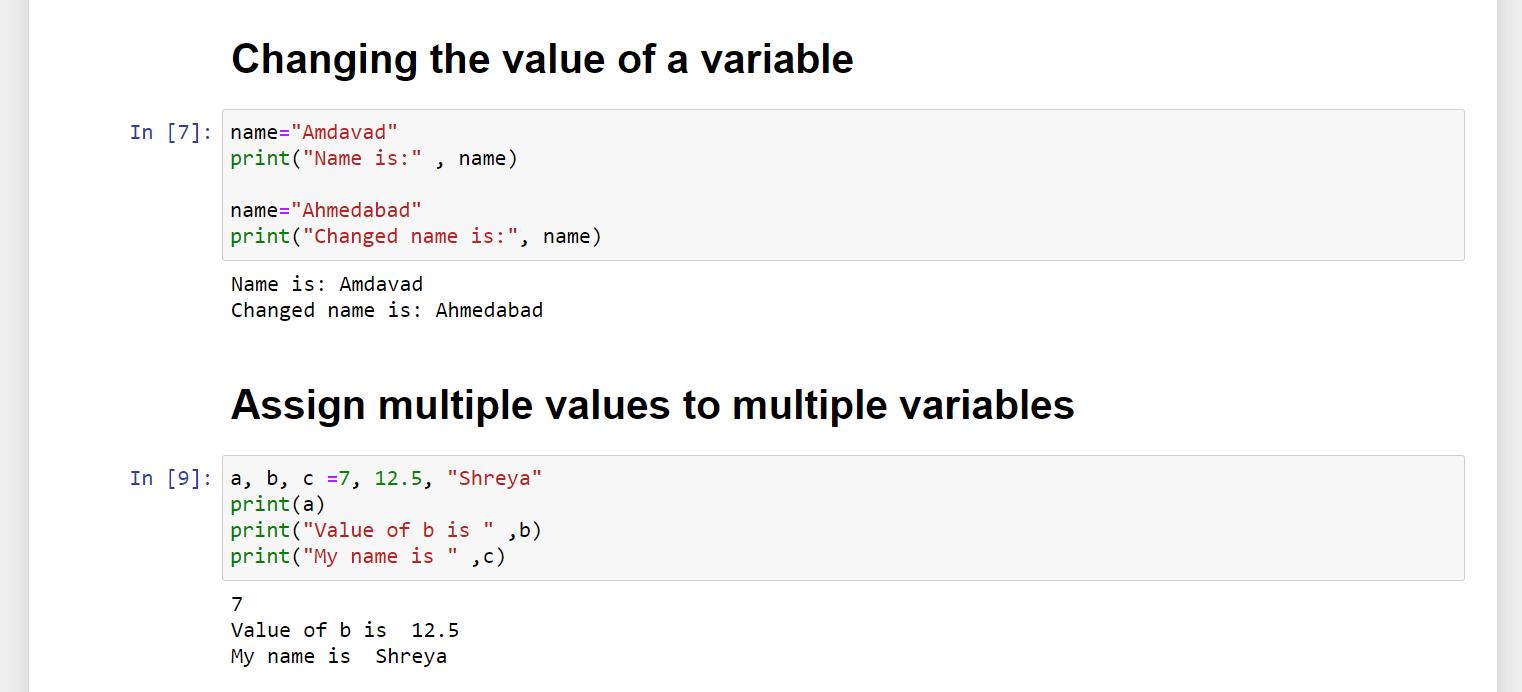 Changing the value of a variable
In [7]: name="Amdavad"
print("Name is:" , name)
name="Ahmedabad"
print("Changed name is:", name)
Name is: Amdavad
Changed name is: Ahmedabad
Assign multiple values to multiple variables
In [9]: a, b, c =7, 12.5, "Shreya"
print(a)
print("Value of b is " ,b)
print("My name is " ,c)
7
Value of b is  12.5
My name is  Shreya